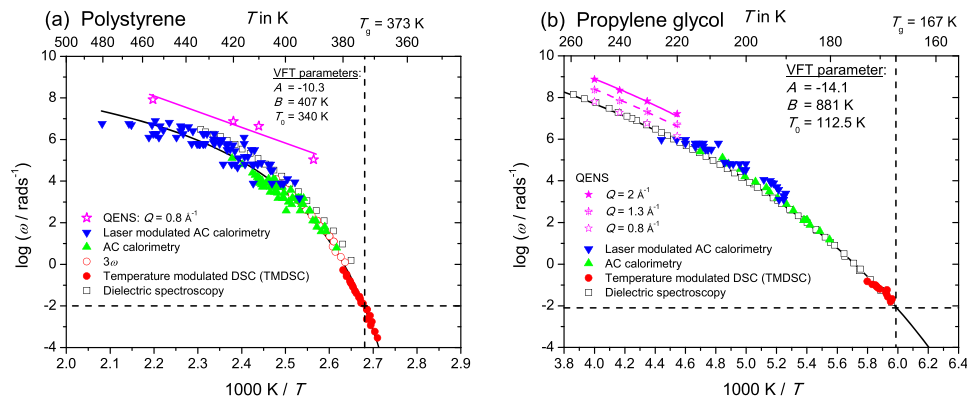 (a) Polystyrene
T in K
Tg = 373 K
500 480 460 440 420 400 380 360
10
8
6
4
2
0
-2
-4
log (ω / rads⁻¹)
VFT parameters:
A = -10.3
B = 407 K
T₀ = 340 K
QENS: Q = 0.8 Å⁻¹
Laser modulated AC calorimetry
AC calorimetry
3ω
Temperature modulated DSC (TMDSC)
Dielectric spectroscopy
2.0 2.1 2.2 2.3 2.4 2.5 2.6 2.7 2.8 2.9
1000 K / T
(b) Propylene glycol
T in K
Tg = 167 K
260 240 220 200 180 160
10
8
6
4
2
0
-2
-4
log (ω / rads⁻¹)
VFT parameter:
A = -14.1
B = 881 K
T₀ = 112.5 K
QENS
Q = 2 Å⁻¹
Q = 1.3 Å⁻¹
Q = 0.8 Å⁻¹
Laser modulated AC calorimetry
AC calorimetry
Temperature modulated DSC (TMDSC)
Dielectric spectroscopy
3.8 4.0 4.2 4.4 4.6 4.8 5.0 5.2 5.4 5.6 5.8 6.0 6.2 6.4
1000 K / T